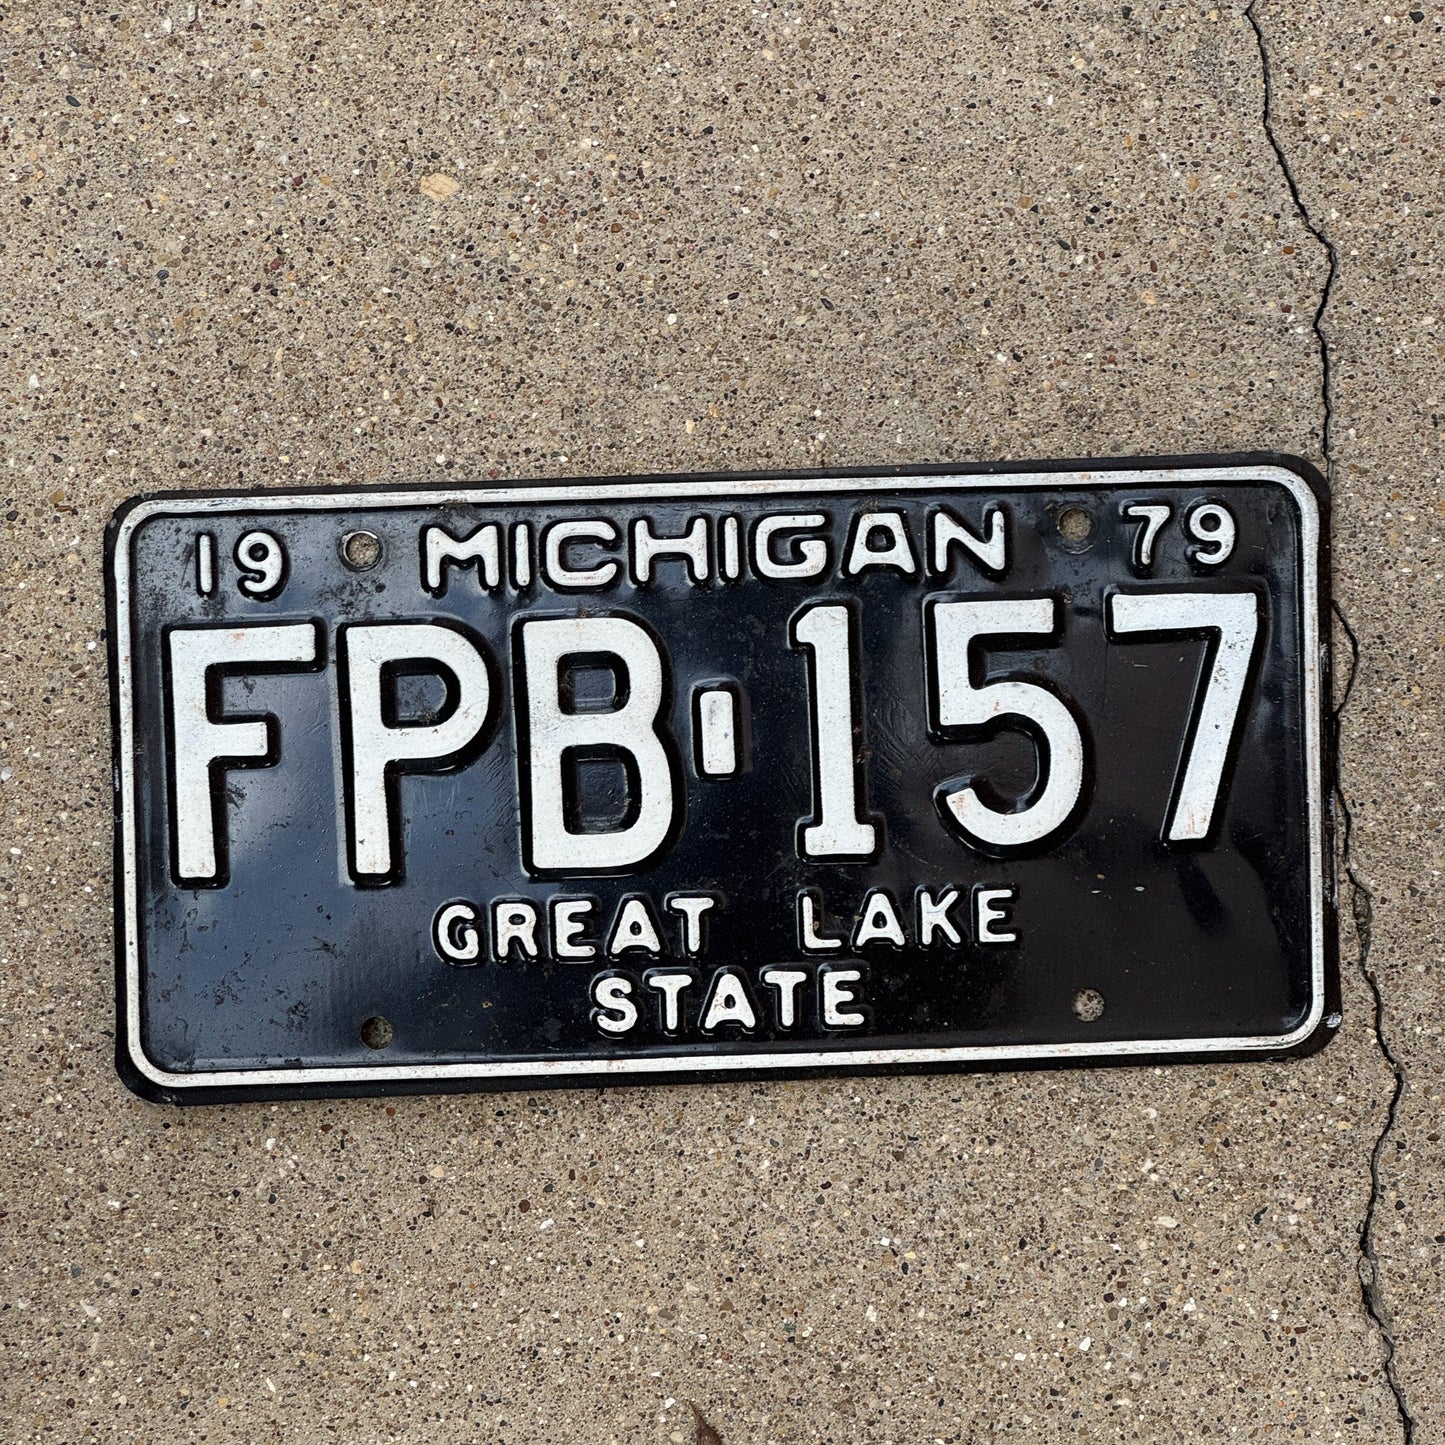 19 MICHIGAN 79
FPB-157
GREAT LAKE
STATE